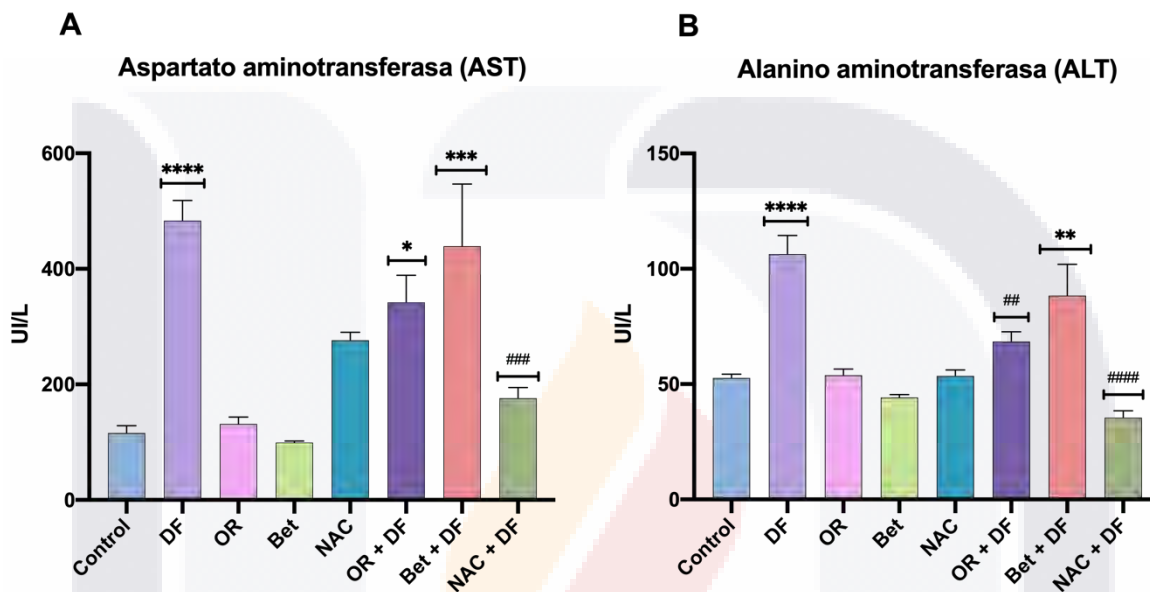 A
Aspartato aminotransferasa (AST)
UI/L
600
400
200
0
****
*
***
###
Control
DF
OR
Bet
NAC
OR + DF
Bet + DF
NAC + DF
B
Alanino aminotransferasa (ALT)
UI/L
150
100
50
0
****
##
**
####
Control
DF
OR
Bet
NAC
OR + DF
Bet + DF
NAC + DF